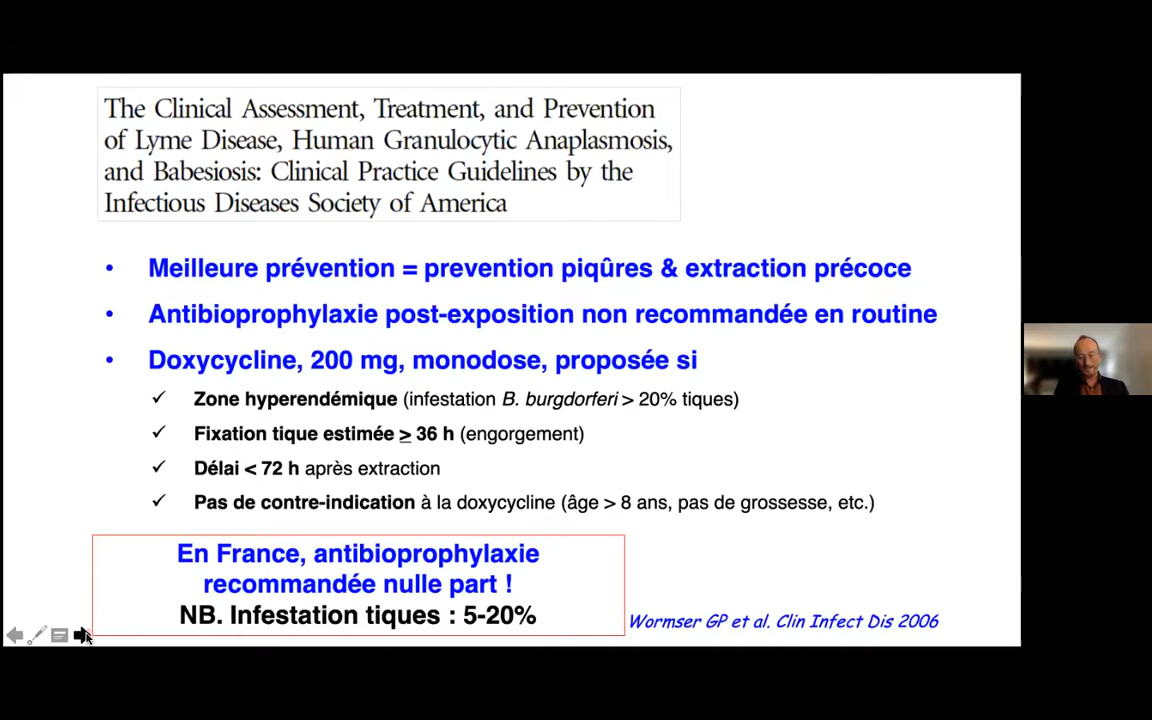 The Clinical Assessment, Treatment, and Prevention
of Lyme Disease, Human Granulocytic Anaplasmosis,
and Babesiosis: Clinical Practice Guidelines by the
Infectious Diseases Society of America
• Meilleure prévention = prevention piqûres & extraction précoce
• Antibioprophylaxie post-exposition non recommandée en routine
• Doxycycline, 200 mg, monodose, proposée si
✓ Zone hyperendémique (infestation B. burgdorferi > 20% tiques)
✓ Fixation tique estimée ≥ 36 h (engorgement)
✓ Délai < 72 h après extraction
✓ Pas de contre-indication à la doxycycline (âge > 8 ans, pas de grossesse, etc.)
En France, antibioprophylaxie
recommandée nulle part !
NB. Infestation tiques : 5-20%
Wormser GP et al. Clin Infect Dis 2006